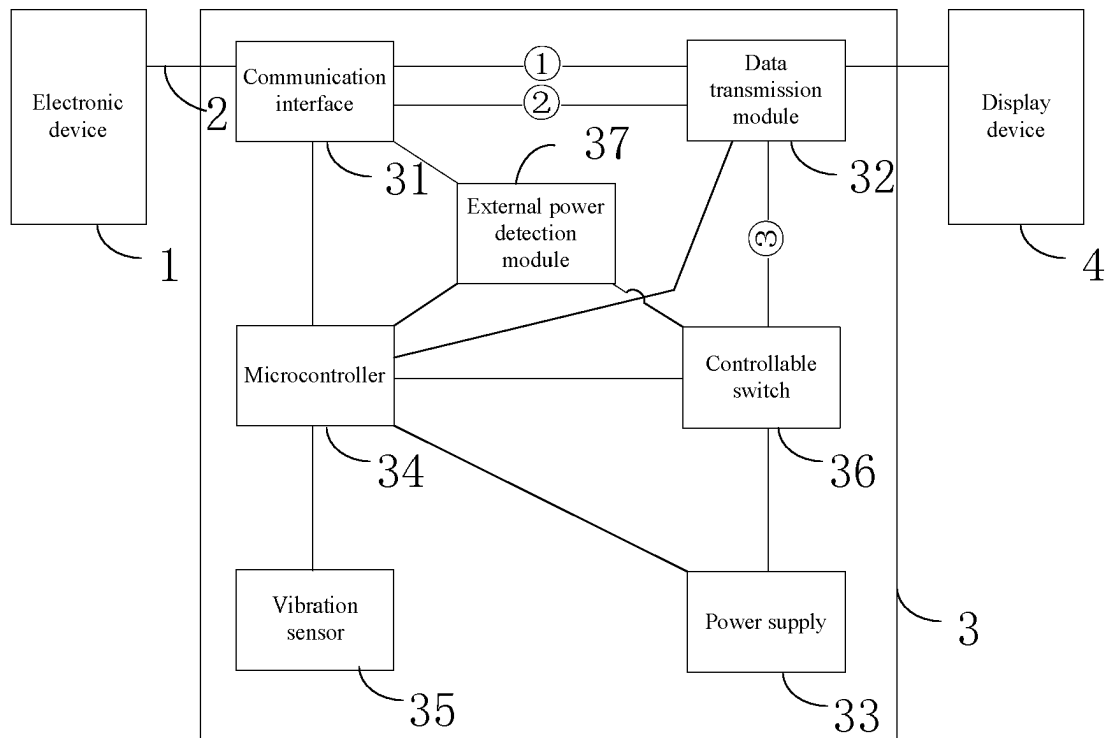 Electronic
device
1
2
Communication
interface
31
①
②
Data
transmission
module
32
Display
device
4
37
External power
detection
module
③
Microcontroller
34
Controllable
switch
36
Vibration
sensor
35
Power supply
33
3